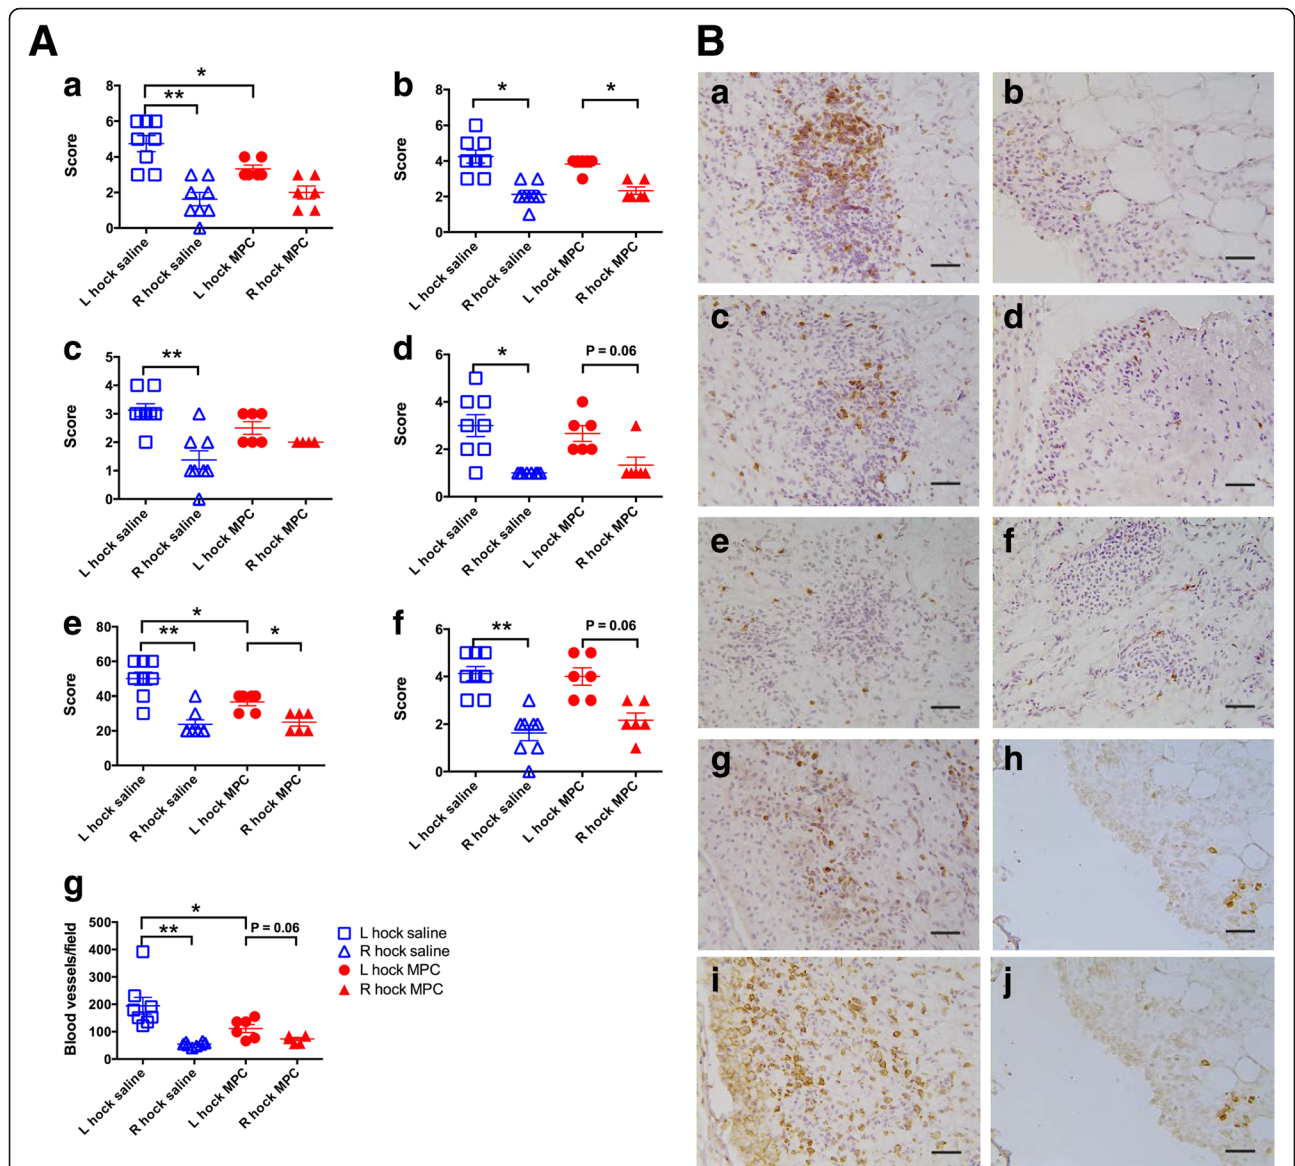 A
B
a
8
6
4
2
0
Score
*
**
L hock saline
R hock saline
L hock MPC
R hock MPC
b
8
6
4
2
0
Score
*
*
L hock saline
R hock saline
L hock MPC
R hock MPC
c
5
4
3
2
1
0
Score
**
L hock saline
R hock saline
L hock MPC
R hock MPC
d
6
4
2
0
Score
*
P = 0.06
L hock saline
R hock saline
L hock MPC
R hock MPC
e
80
60
40
20
0
Score
*
**
*
L hock saline
R hock saline
L hock MPC
R hock MPC
f
6
4
2
0
Score
**
P = 0.06
L hock saline
R hock saline
L hock MPC
R hock MPC
g
500
400
300
200
100
0
Blood vessels/field
*
**
P = 0.06
L hock saline
R hock saline
L hock MPC
R hock MPC
L hock saline
R hock saline
L hock MPC
R hock MPC
a
b
c
d
e
f
g
h
i
j